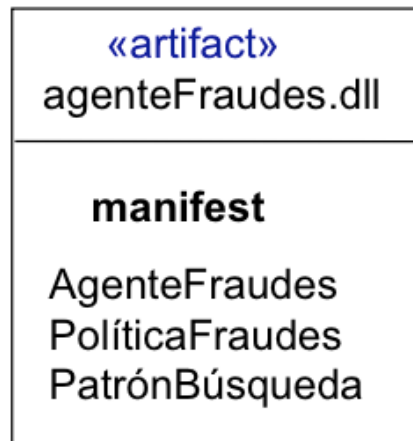 «artifact»
agenteFraudes.dll
manifest
AgenteFraudes
PolíticaFraudes
PatrónBúsqueda